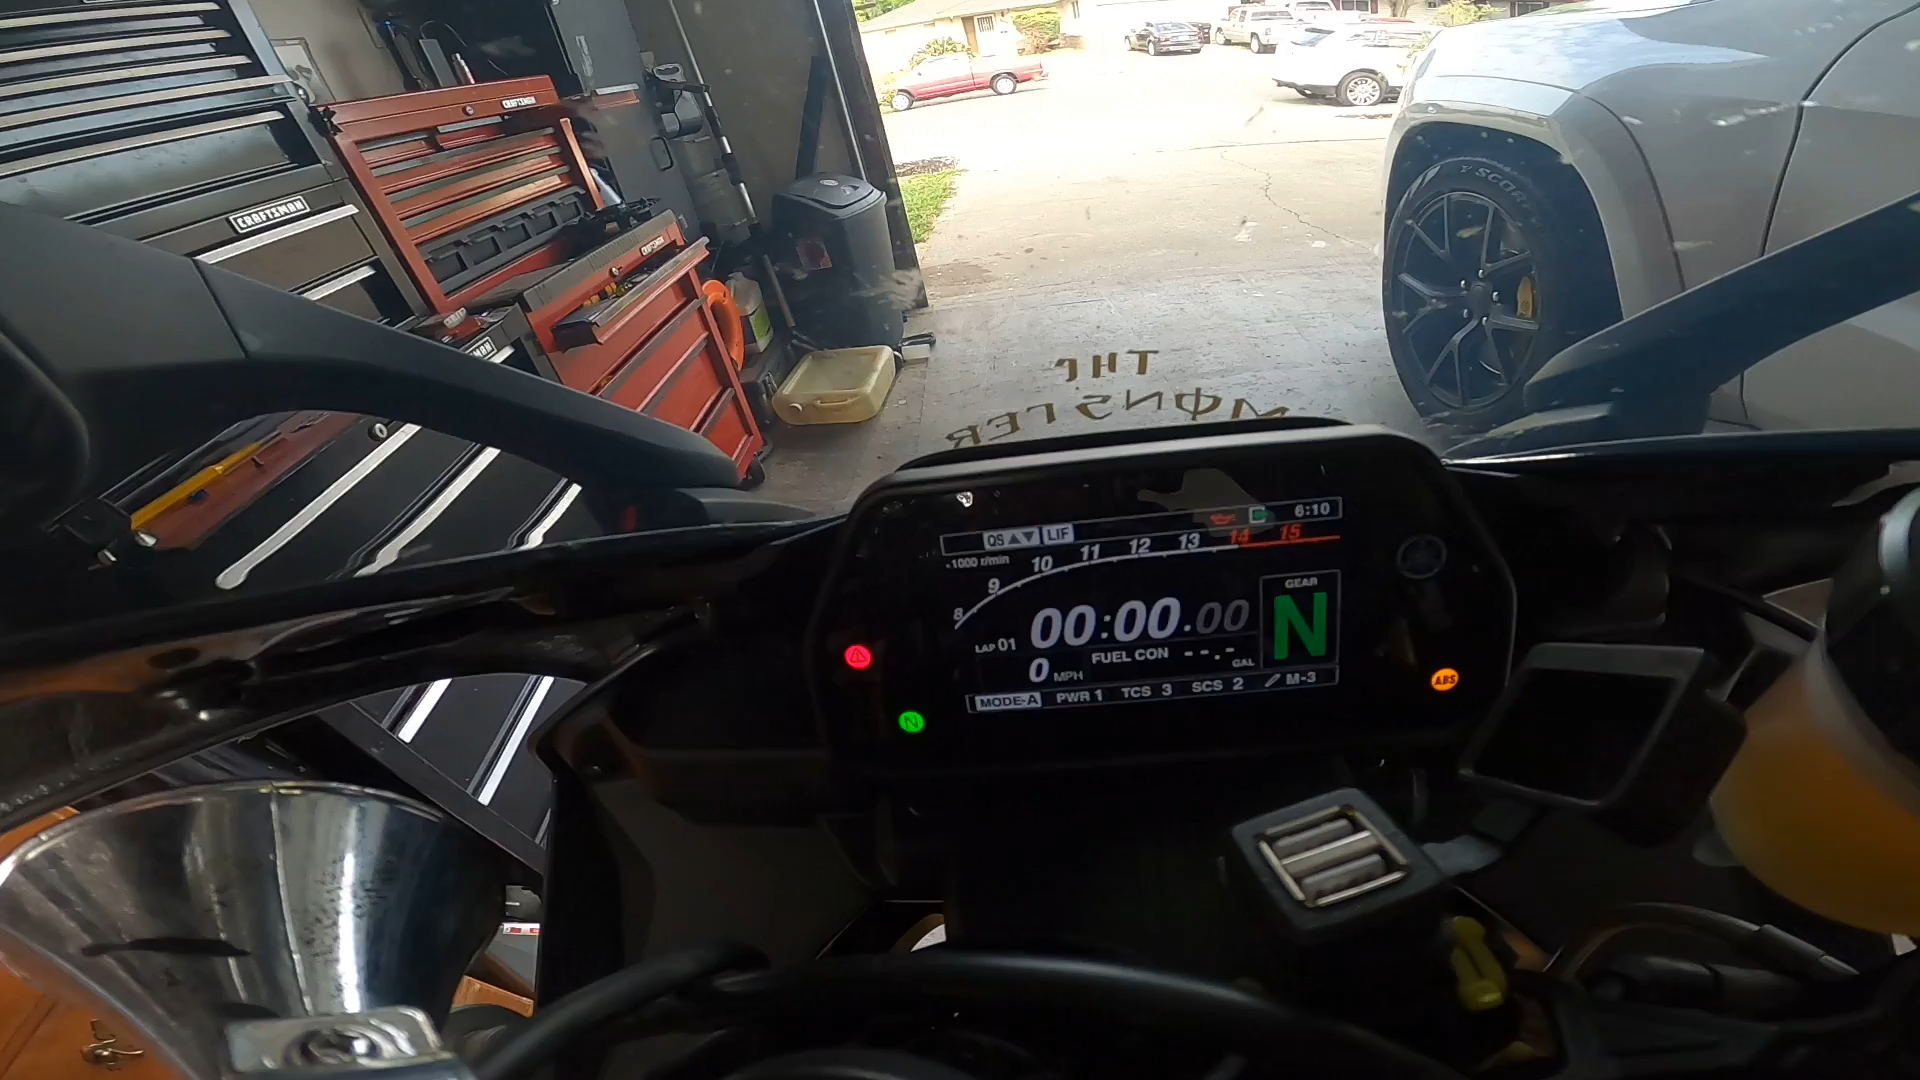 CRAFTSMAN
CRAFTSMAN
CRAFTSMAN
THE
MONSTER
QS ▲▼ LIF
6:10
×1000 r/min
8 9 10 11 12 13 14 15
GEAR
N
LAP 01 00:00.00
0 MPH
FUEL CON --.- GAL
MODE-A PWR 1 TCS 3 SCS 2 M-3
N
ABS